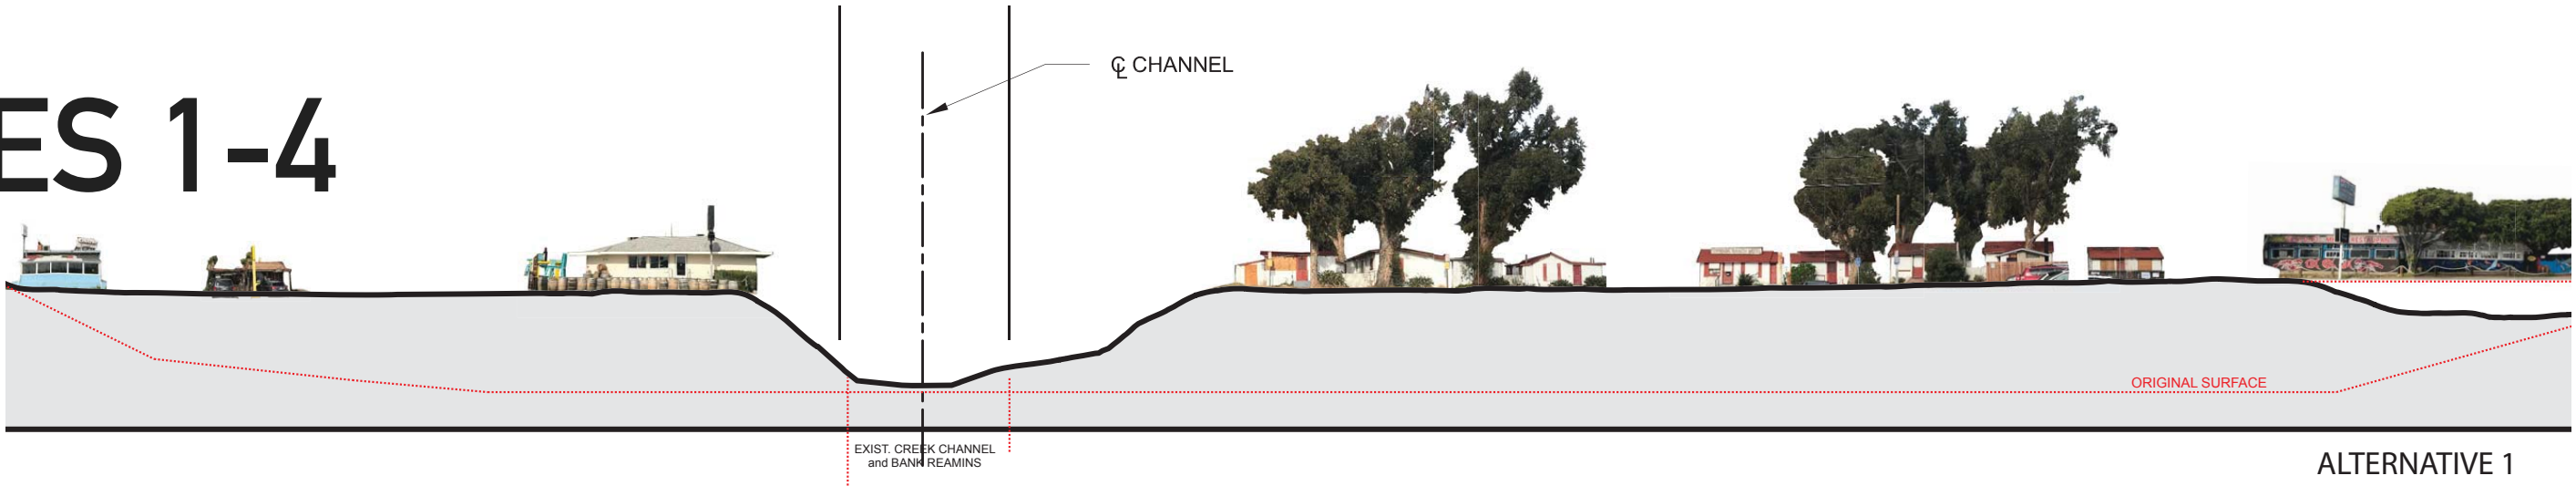 ℄ CHANNEL
ES 1-4
ORIGINAL SURFACE
EXIST. CREEK CHANNEL
and BANK REAMINS
ALTERNATIVE 1